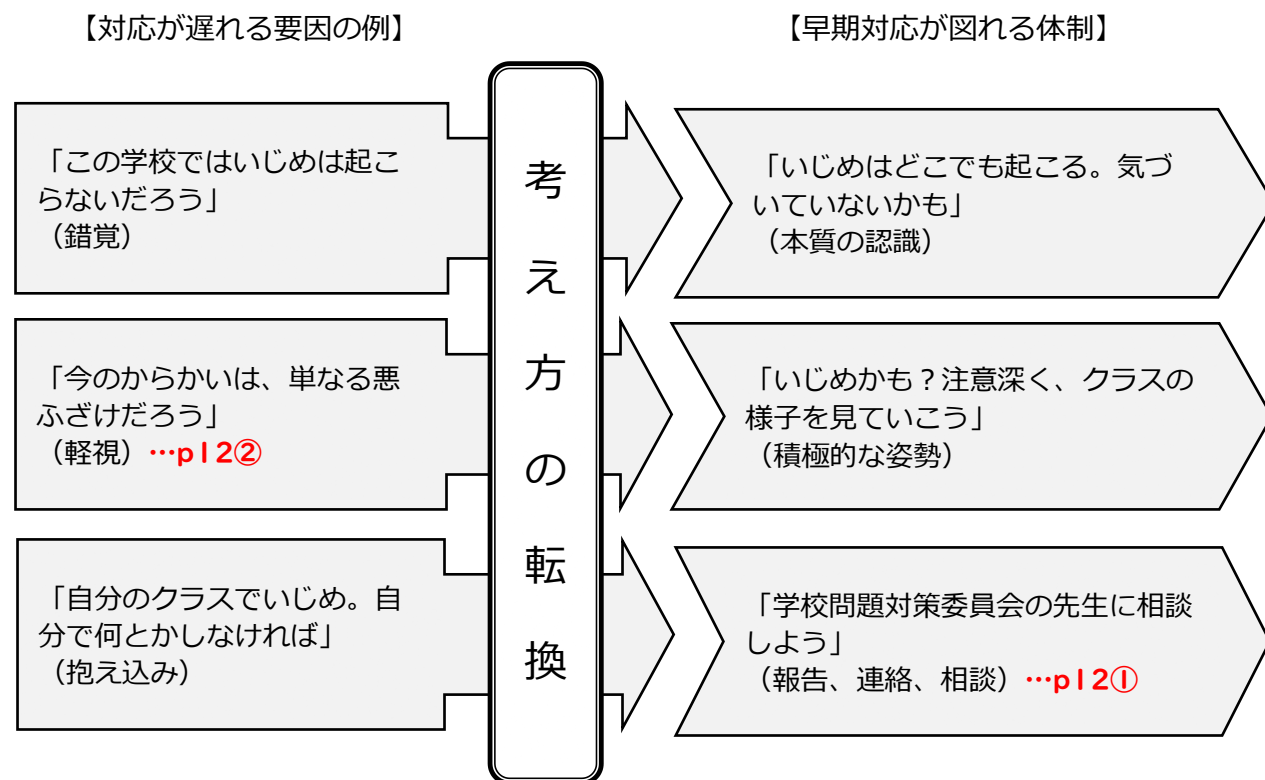 【対応が遅れる要因の例】
【早期対応が図れる体制】
「この学校ではいじめは起こ
らないだろう」
（錯覚）
「いじめはどこでも起こる。気づ
いていないかも」
（本質の認識）
「今のからかいは、単なる悪
ふざけだろう」
（軽視）…p12②
「いじめかも？注意深く、クラスの
様子を見ていこう」
（積極的な姿勢）
「自分のクラスでいじめ。自
分で何とかしなければ」
（抱え込み）
「学校問題対策委員会の先生に相談
しよう」
（報告、連絡、相談）…p12①
考え方の転換